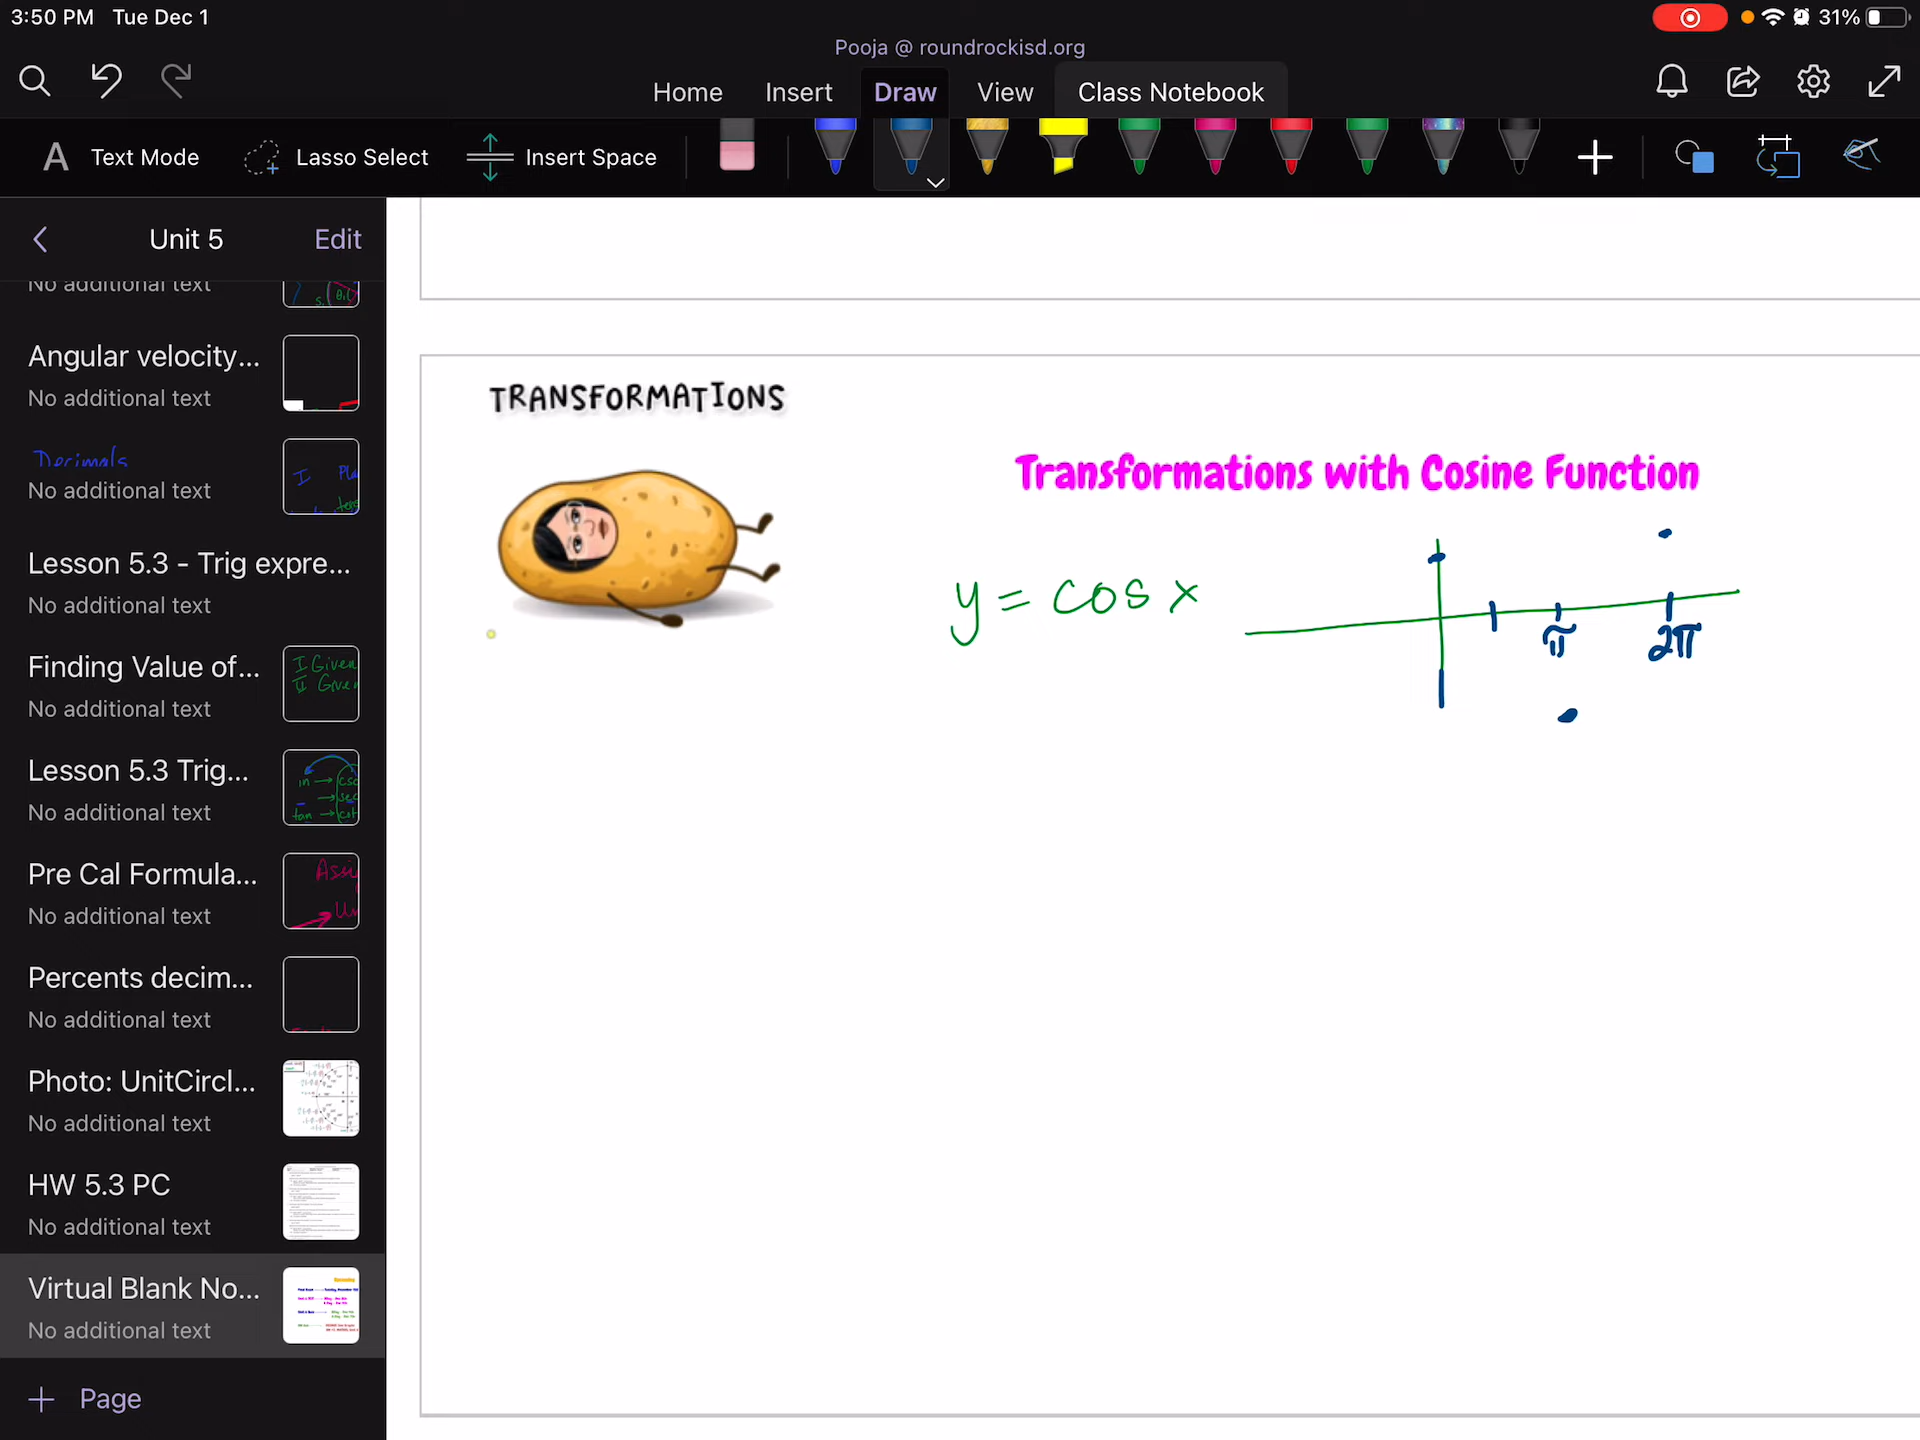 3:50 PM Tue Dec 1
31%
Pooja @ roundrockisd.org
Home Insert Draw View Class Notebook
A Text Mode Lasso Select Insert Space
Unit 5 Edit
No additional text
Angular velocity...
No additional text
Decimals
No additional text
Lesson 5.3 - Trig expre...
No additional text
Finding Value of...
No additional text
Lesson 5.3 Trig...
No additional text
Pre Cal Formula...
No additional text
Percents decim...
No additional text
Photo: UnitCircl...
No additional text
HW 5.3 PC
No additional text
Virtual Blank No...
No additional text
+ Page
TRANSFORMATIONS
Transformations with Cosine Function
y = cos x
π 2π